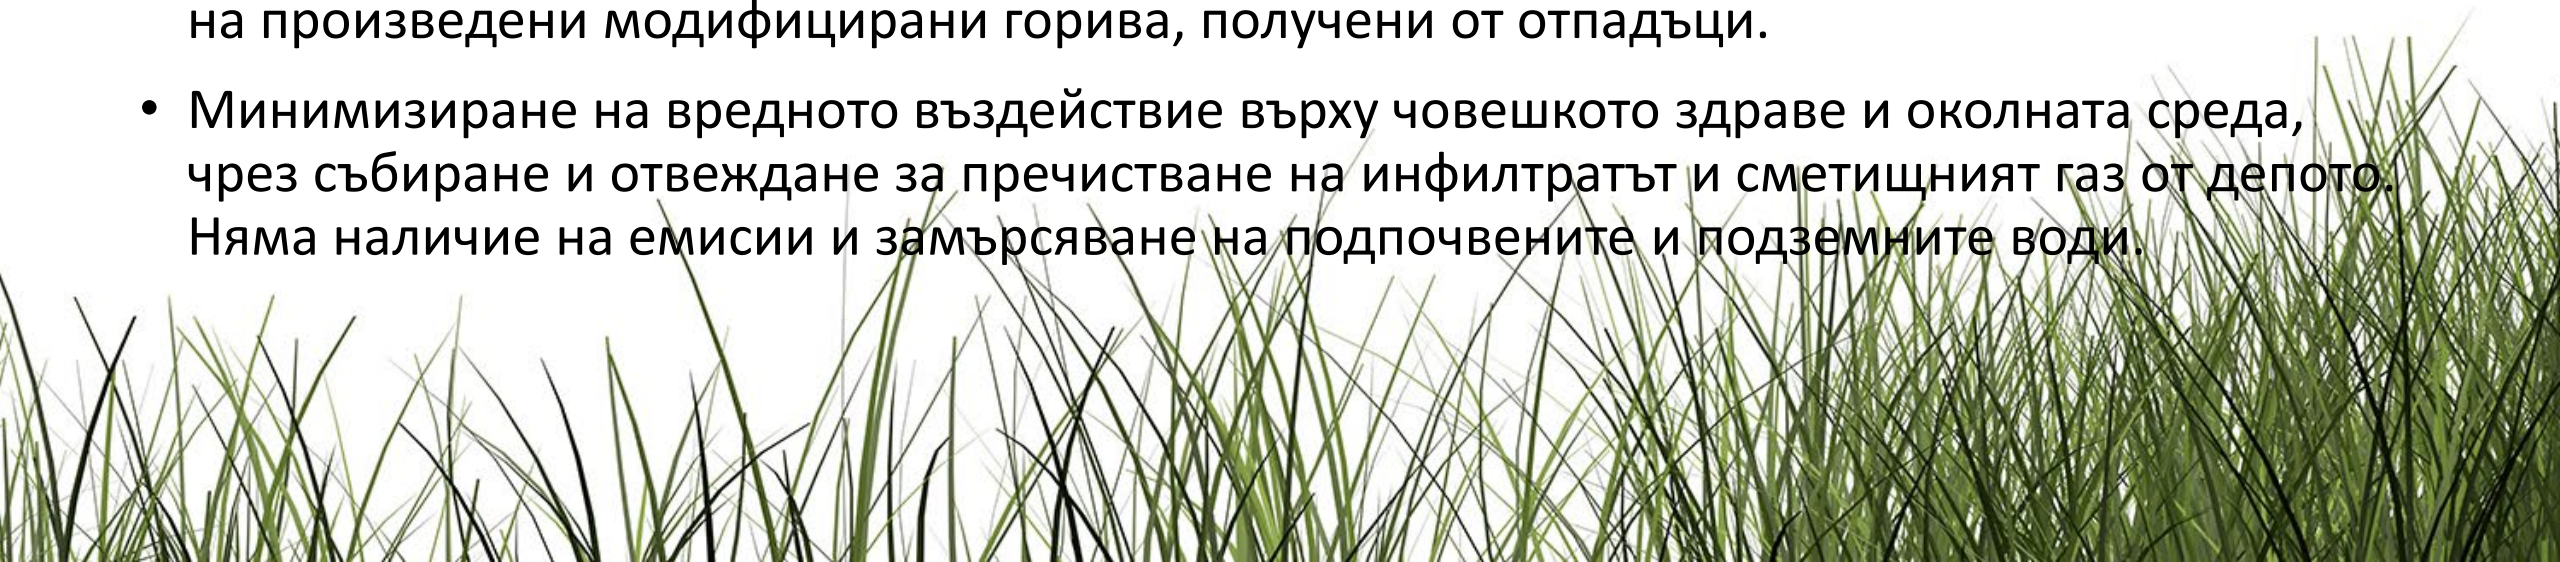 на произведени модифицирани горива, получени от отпадъци.
• Минимизиране на вредното въздействие върху човешкото здраве и околната среда,
чрез събиране и отвеждане за пречистване на инфилтратът и сметищният газ от депото.
Няма наличие на емисии и замърсяване на подпочвените и подземните води.